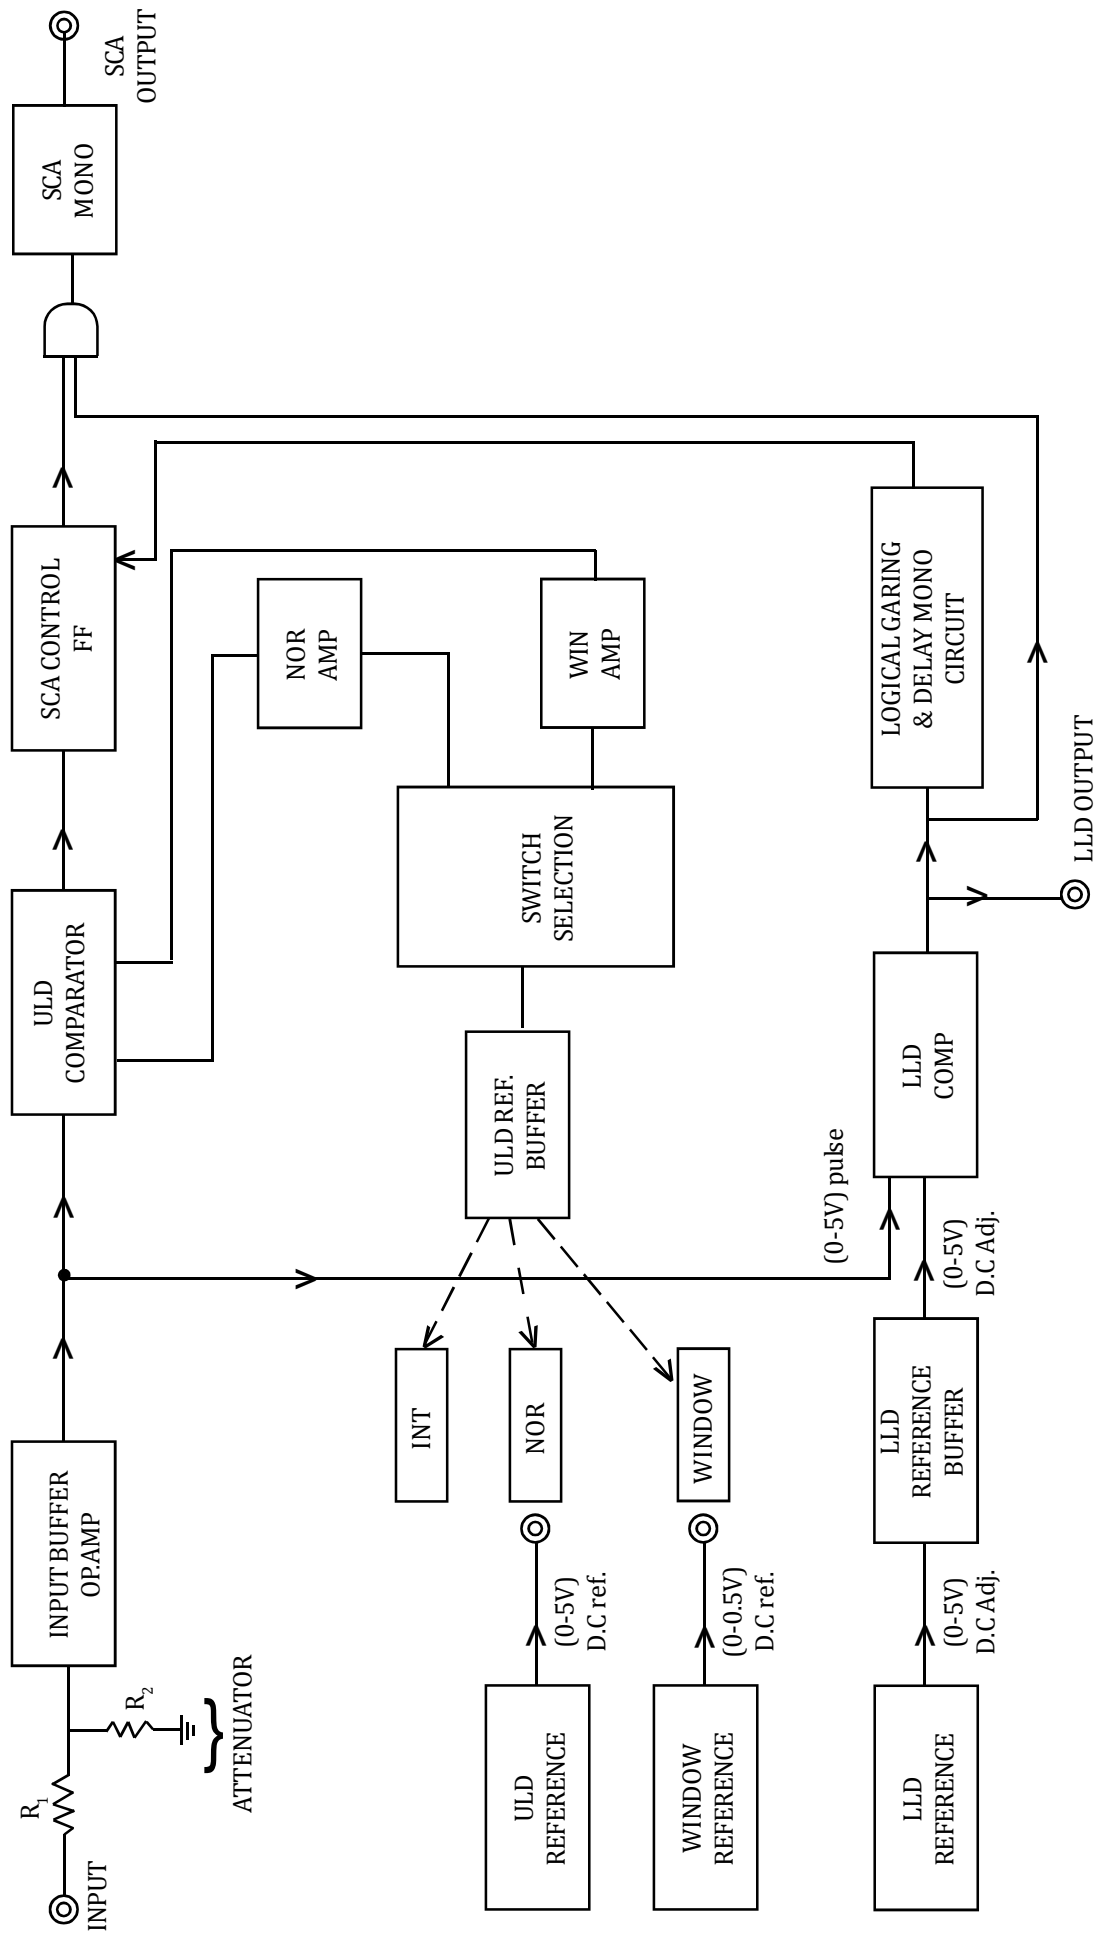 INPUT
R1
R2
ATTENUATOR
INPUT BUFFER
OP.AMP
ULD
COMPARATOR
SCA CONTROL
FF
SCA
MONO
SCA
OUTPUT
NOR
AMP
INT
NOR
WINDOW
ULD REF.
BUFFER
SWITCH
SELECTION
WIN
AMP
ULD
REFERENCE
(0-5V)
D.C ref.
WINDOW
REFERENCE
(0-0.5V)
D.C ref.
(0-5V) pulse
LLD
REFERENCE
(0-5V)
D.C Adj.
LLD
REFERENCE
BUFFER
(0-5V)
D.C Adj.
LLD
COMP
LOGICAL GARING
& DELAY MONO
CIRCUIT
LLD OUTPUT